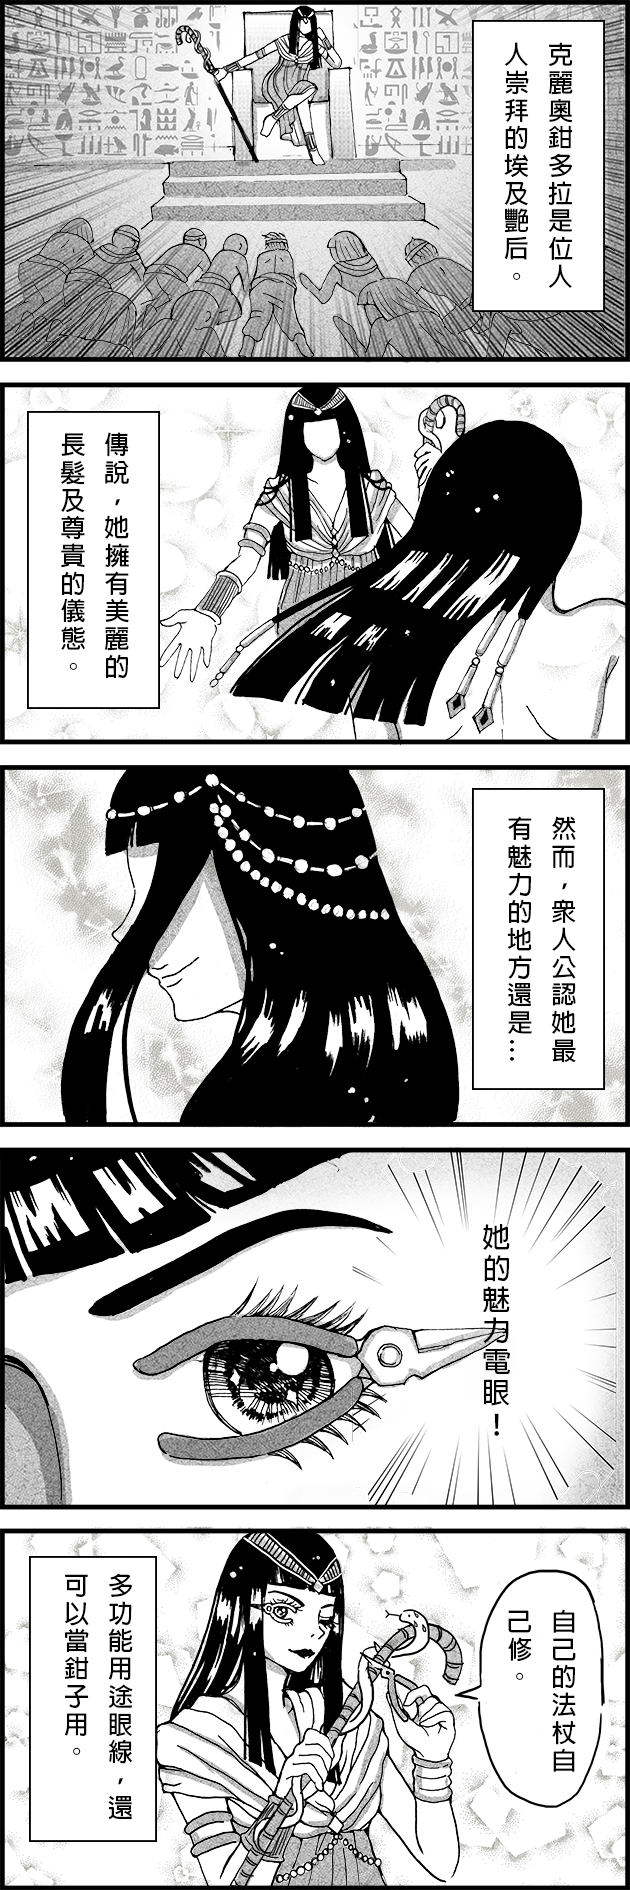 克麗奧鉗多拉是位人
人崇拜的埃及艷后。
傳說，她擁有美麗的
長髮及尊貴的儀態。
然而，眾人公認她最
有魅力的地方還是…
她的魅力電眼！
自己的法杖自
己修。
多功能用途眼線，還
可以當鉗子用。